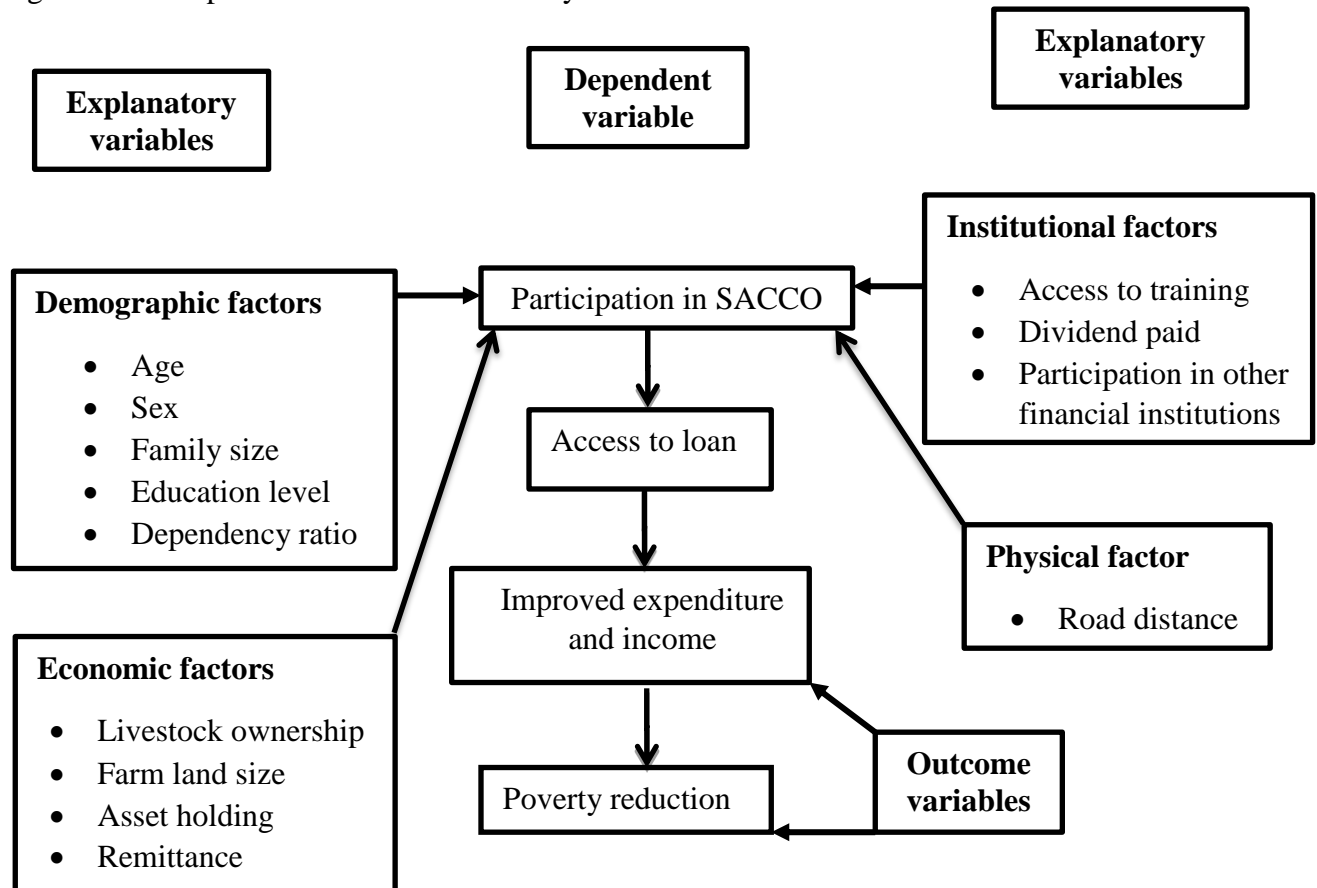 Explanatory
variables
Dependent
variable
Explanatory
variables
Demographic factors
• Age
• Sex
• Family size
• Education level
• Dependency ratio
Economic factors
• Livestock ownership
• Farm land size
• Asset holding
• Remittance
Participation in SACCO
Access to loan
Improved expenditure
and income
Poverty reduction
Institutional factors
• Access to training
• Dividend paid
• Participation in other
financial institutions
Physical factor
• Road distance
Outcome
variables